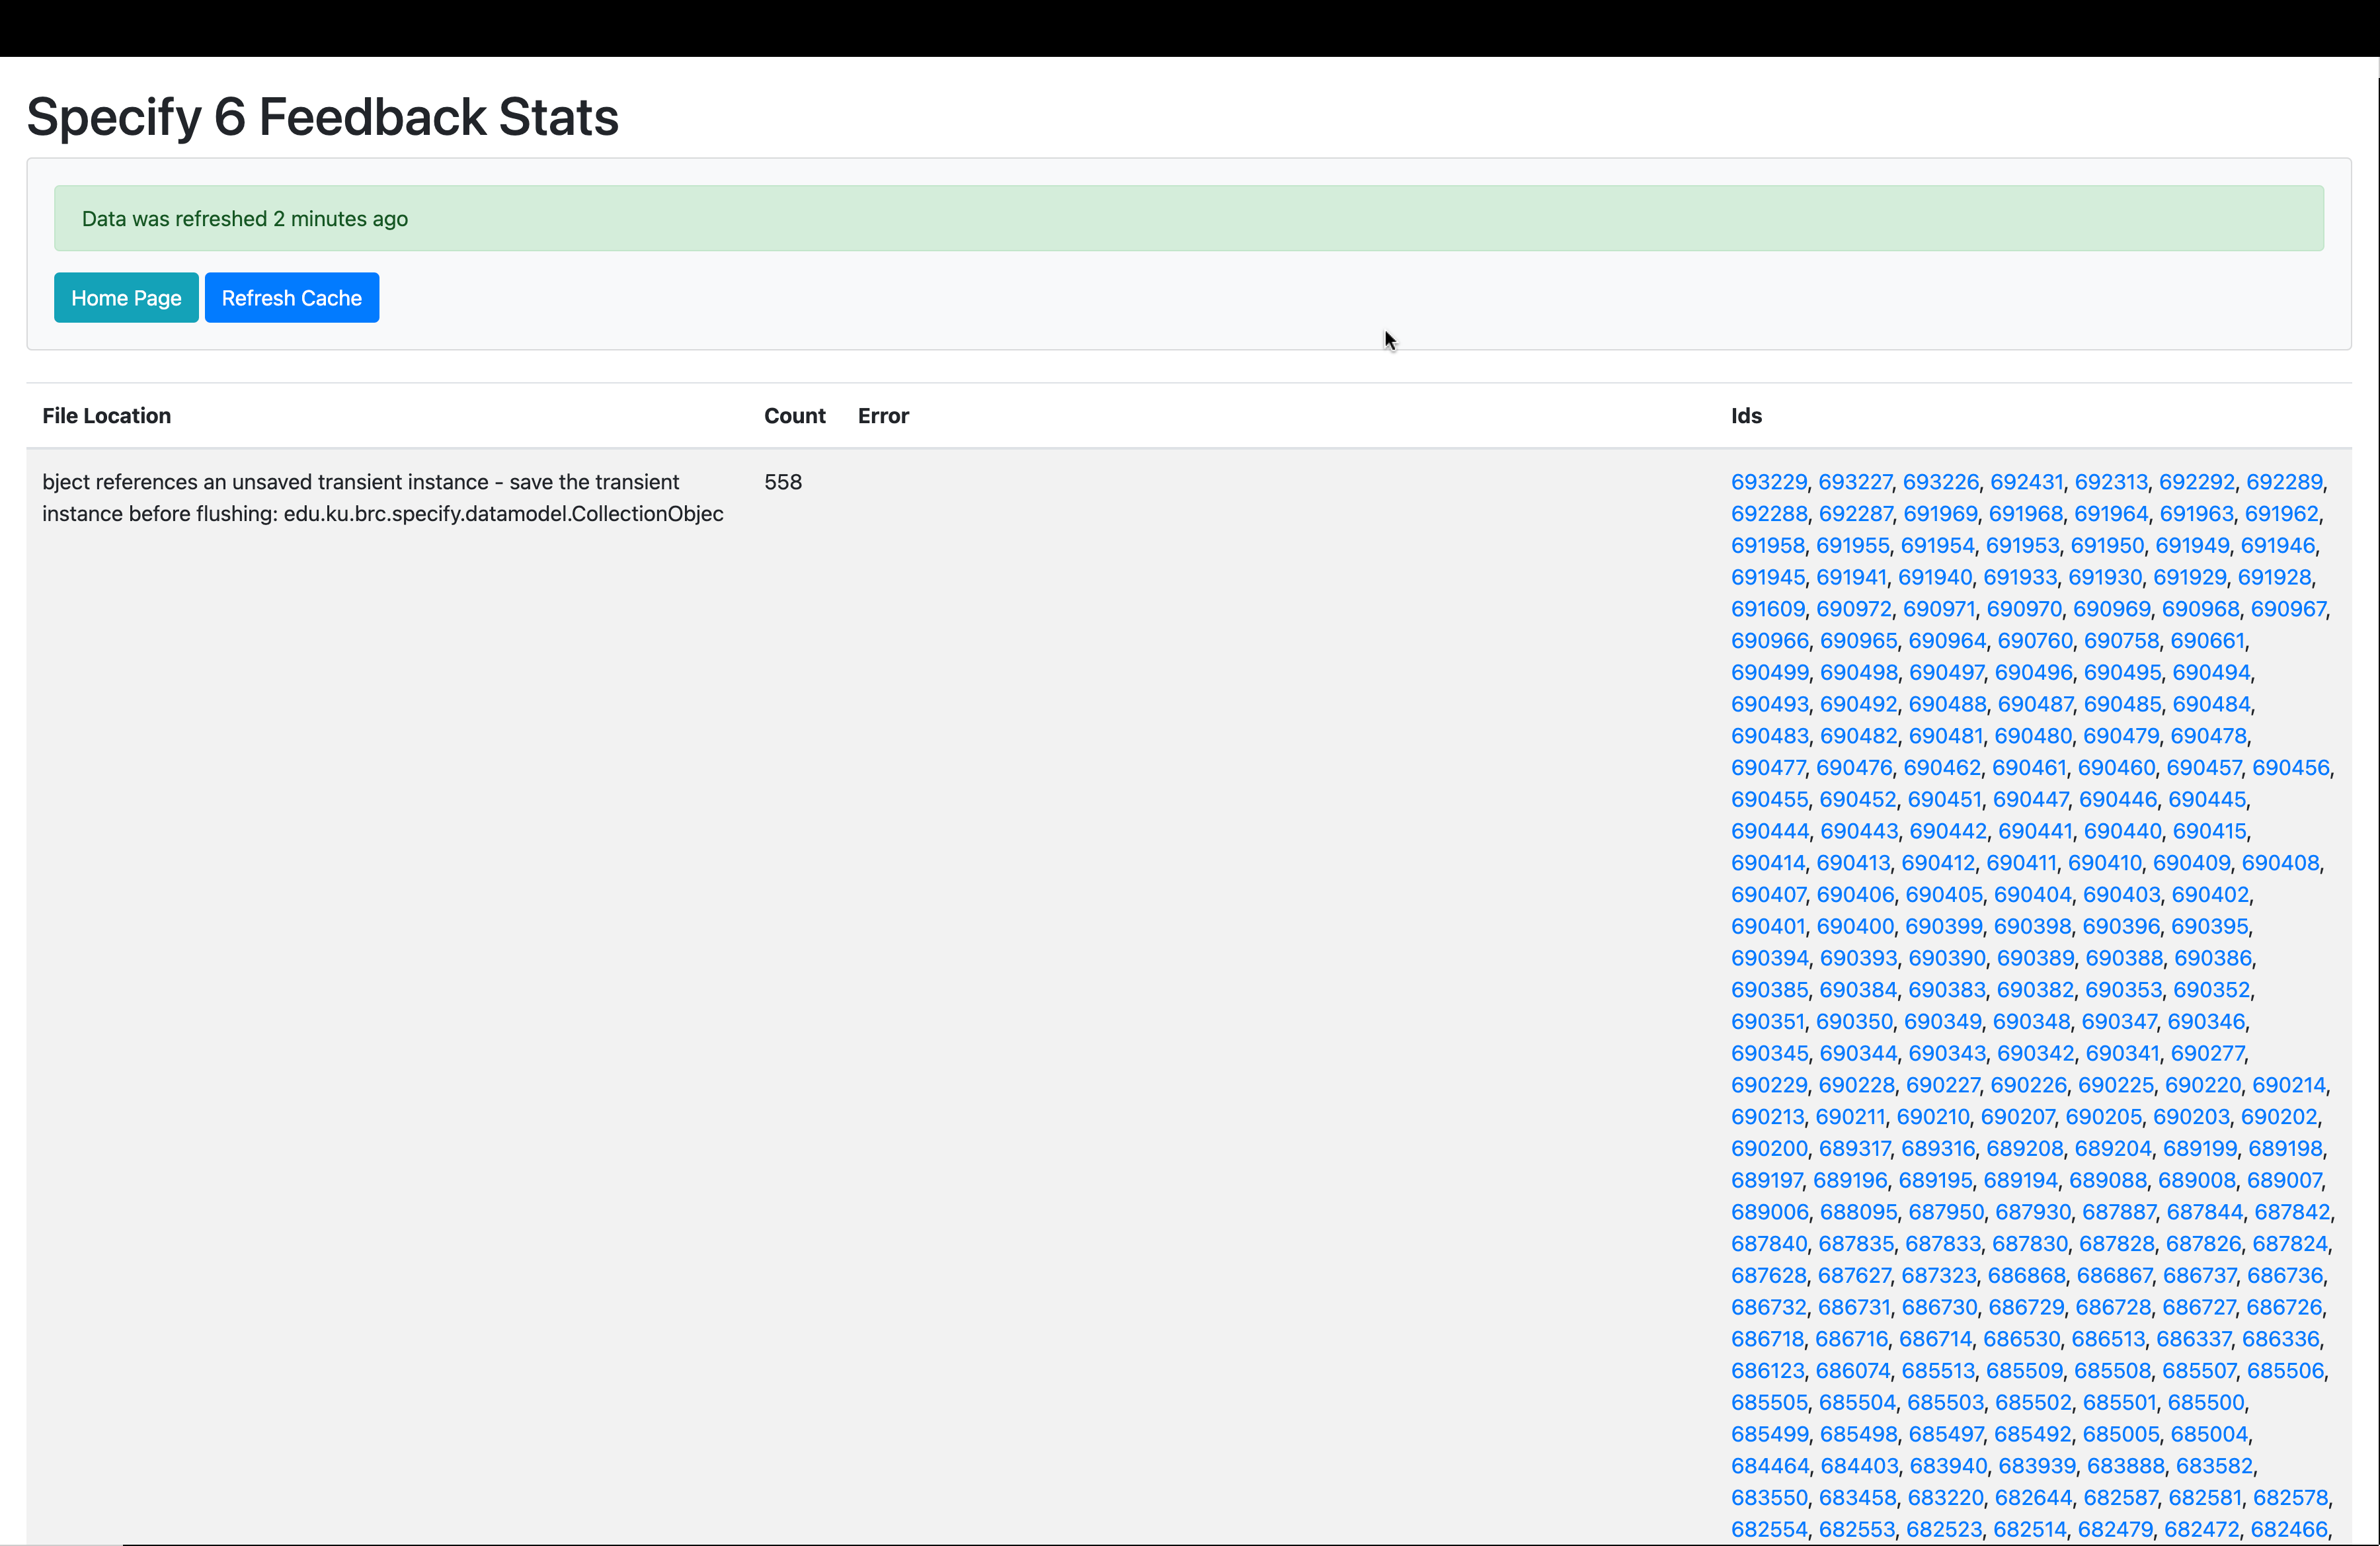 Specify 6 Feedback Stats
Data was refreshed 2 minutes ago
Home Page Refresh Cache
File Location Count Error Ids
bject references an unsaved transient instance - save the transient
instance before flushing: edu.ku.brc.specify.datamodel.CollectionObjec
558
693229, 693227, 693226, 692431, 692313, 692292, 692289,
692288, 692287, 691969, 691968, 691964, 691963, 691962,
691958, 691955, 691954, 691953, 691950, 691949, 691946,
691945, 691941, 691940, 691933, 691930, 691929, 691928,
691609, 690972, 690971, 690970, 690969, 690968, 690967,
690966, 690965, 690964, 690760, 690758, 690661,
690499, 690498, 690497, 690496, 690495, 690494,
690493, 690492, 690488, 690487, 690485, 690484,
690483, 690482, 690481, 690480, 690479, 690478,
690477, 690476, 690462, 690461, 690460, 690457, 690456,
690455, 690452, 690451, 690447, 690446, 690445,
690444, 690443, 690442, 690441, 690440, 690415,
690414, 690413, 690412, 690411, 690410, 690409, 690408,
690407, 690406, 690405, 690404, 690403, 690402,
690401, 690400, 690399, 690398, 690396, 690395,
690394, 690393, 690390, 690389, 690388, 690386,
690385, 690384, 690383, 690382, 690353, 690352,
690351, 690350, 690349, 690348, 690347, 690346,
690345, 690344, 690343, 690342, 690341, 690277,
690229, 690228, 690227, 690226, 690225, 690220, 690214,
690213, 690211, 690210, 690207, 690205, 690203, 690202,
690200, 689317, 689316, 689208, 689204, 689199, 689198,
689197, 689196, 689195, 689194, 689088, 689008, 689007,
689006, 688095, 687950, 687930, 687887, 687844, 687842,
687840, 687835, 687833, 687830, 687828, 687826, 687824,
687628, 687627, 687323, 686868, 686867, 686737, 686736,
686732, 686731, 686730, 686729, 686728, 686727, 686726,
686718, 686716, 686714, 686530, 686513, 686337, 686336,
686123, 686074, 685513, 685509, 685508, 685507, 685506,
685505, 685504, 685503, 685502, 685501, 685500,
685499, 685498, 685497, 685492, 685005, 685004,
684464, 684403, 683940, 683939, 683888, 683582,
683550, 683458, 683220, 682644, 682587, 682581, 682578,
682554, 682553, 682523, 682514, 682479, 682472, 682466,